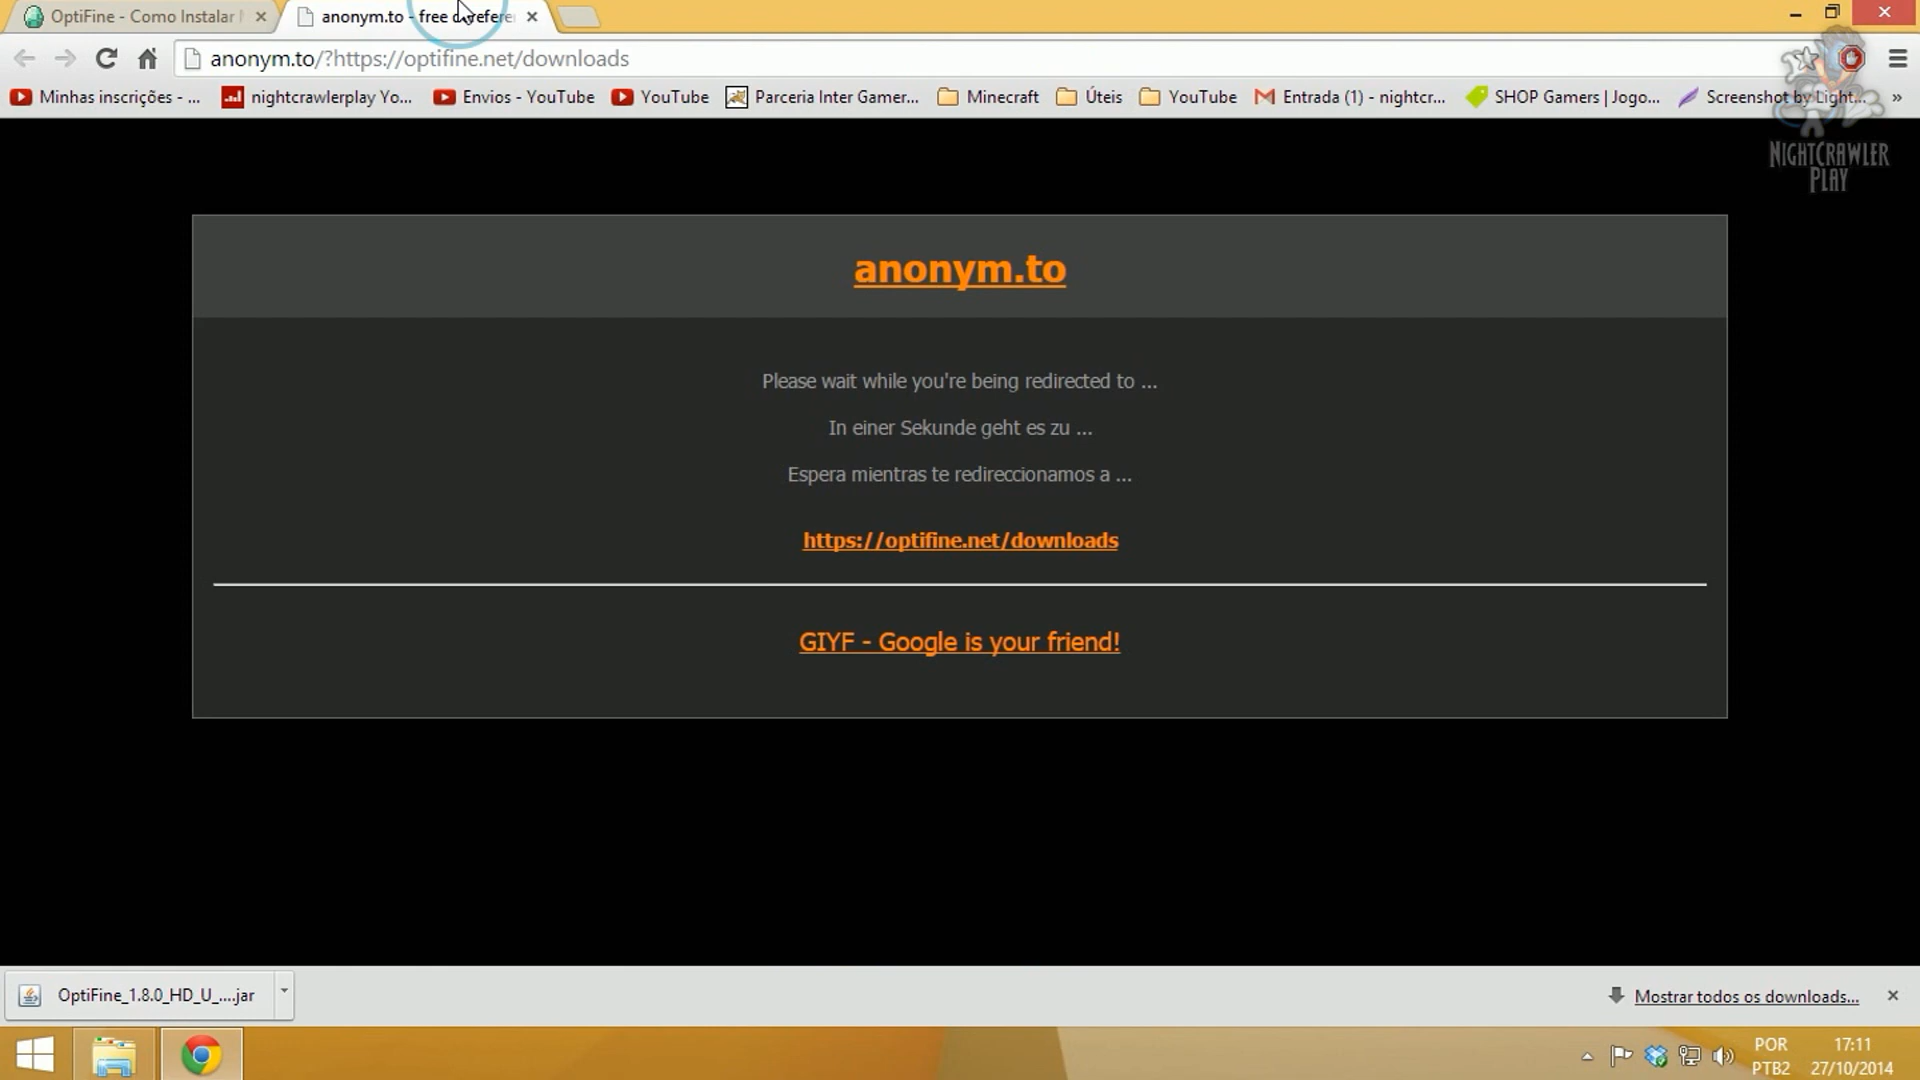 OptiFine - Como Instalar
anonym.to - free
anonym.to/?https://optifine.net/downloads
Minhas inscrições - ...
nightcrawlerplay Yo...
Envios - YouTube
YouTube
Parceria Inter Gamer...
Minecraft
Úteis
YouTube
Entrada (1) - nightcr...
SHOP Gamers | Jogo...
Screenshot by Light...
»
NIGHTCRAWLER
PLAY
anonym.to
Please wait while you're being redirected to ...
In einer Sekunde geht es zu ...
Espera mientras te redireccionamos a ...
https://optifine.net/downloads
GIYF - Google is your friend!
OptiFine_1.8.0_HD_U_....jar
Mostrar todos os downloads...
POR
PTB2
17:11
27/10/2014